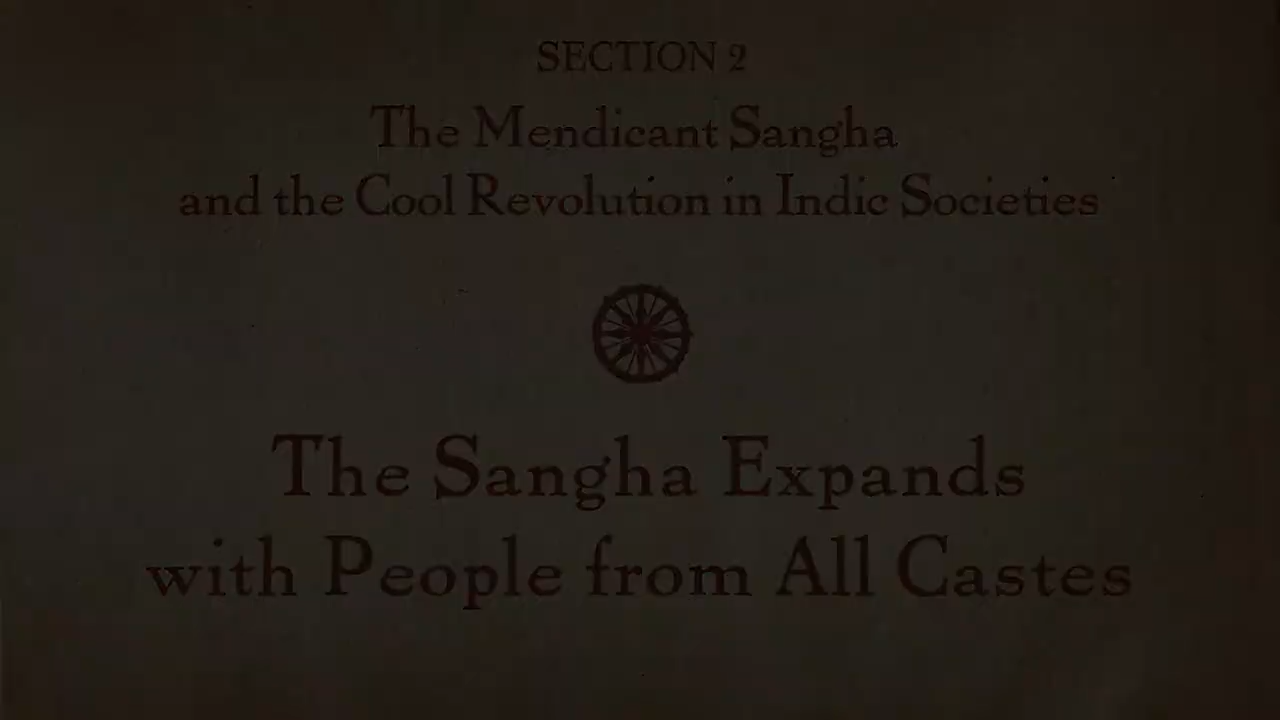 SECTION 2
The Mendicant Sangha
and the Cool Revolution in Indic Societies
The Sangha Expands
with People from All Castes